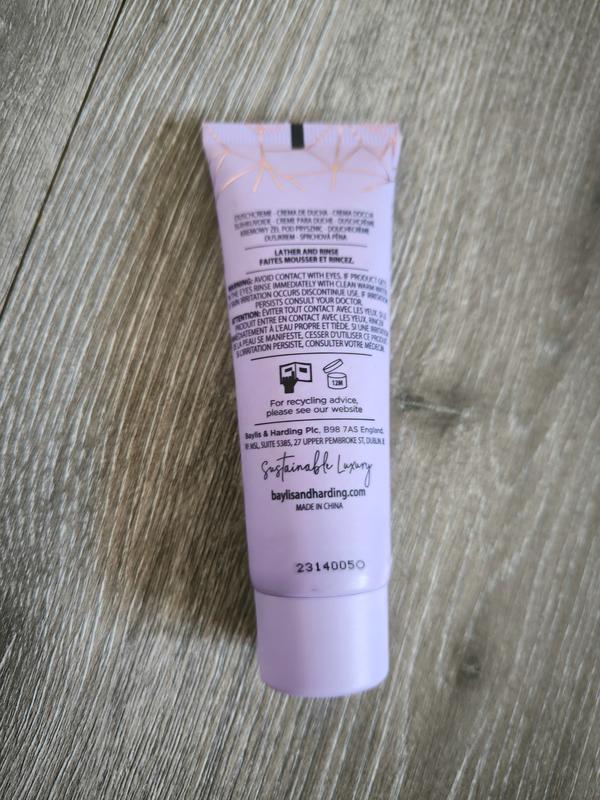 DUSCHCREME - CREMA DE DUCHA - CREMA DOCCIA
- CREME PARA DUCHE - DUSCHCRÈME
KREMOWY ŻEL POD PRYSZNIC - DOUCHECRÈME
- SPRCHOVÁ PĚNA
LATHER AND RINSE
FAITES MOUSSER ET RINCEZ.
WARNING: AVOID CONTACT WITH EYES. IF PRODUCT GETS
IN THE EYES RINSE IMMEDIATELY WITH CLEAN WARM WATER.
SKIN IRRITATION OCCURS DISCONTINUE USE. IF IRRITATION
PERSISTS CONSULT YOUR DOCTOR.
ATTENTION: ÉVITER TOUT CONTACT AVEC LES YEUX. SI LE
PRODUIT ENTRE EN CONTACT AVEC LES YEUX, RINCER
IMMÉDIATEMENT À L'EAU PROPRE ET TIÈDE. SI UNE IRRITATION
DE LA PEAU SE MANIFESTE, CESSER D'UTILISER CE PRODUIT.
SI L'IRRITATION PERSISTE, CONSULTER VOTRE MÉDECIN.
12M
For recycling advice,
please see our website
Baylis & Harding Plc, B98 7AS England.
MSL, SUITE 5385, 27 UPPER PEMBROKE ST, DUBLIN, IE
Sustainable Luxury
baylisandharding.com
MADE IN CHINA
2314005O